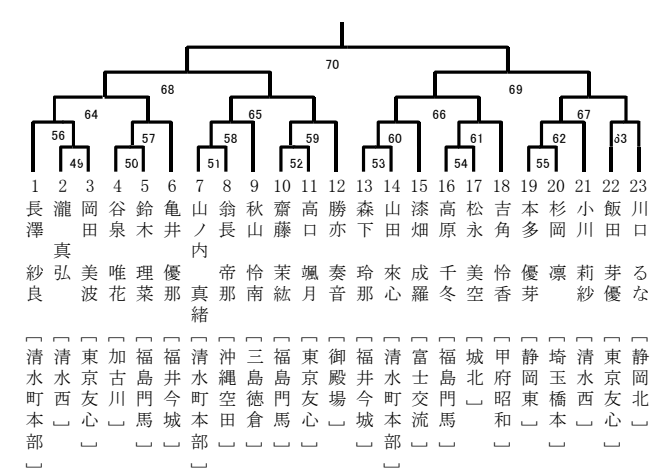 70
68
69
64
65
66
67
56
57
58
59
60
61
62
63
49
50
51
52
53
54
55
1 長澤 紗良 [清水町本部]
2 瀧 真弘 [清水西]
3 岡田 美波 [東京友心]
4 谷泉 唯花 [加古川]
5 鈴木 理菜 [福島門馬]
6 亀井 優那 [福井今城]
7 山ノ内 真緒 [清水町本部]
8 翁長 帝那 [沖縄空田]
9 秋山 怜南 [三島徳倉]
10 齋藤 茉紘 [福島門馬]
11 高口 颯月 [東京友心]
12 勝亦 奏音 [御殿場]
13 森下 玲那 [福井今城]
14 山田 來心 [清水町本部]
15 漆畑 成羅 [富士交流]
16 高原 千冬 [福島門馬]
17 松永 美空 [城北]
18 吉角 怜香 [甲府昭和]
19 本多 優芽 [静岡東]
20 杉岡 凛 [埼玉橋本]
21 小川 莉紗 [清水西]
22 飯田 芽優 [東京友心]
23 川口 るな [静岡北]